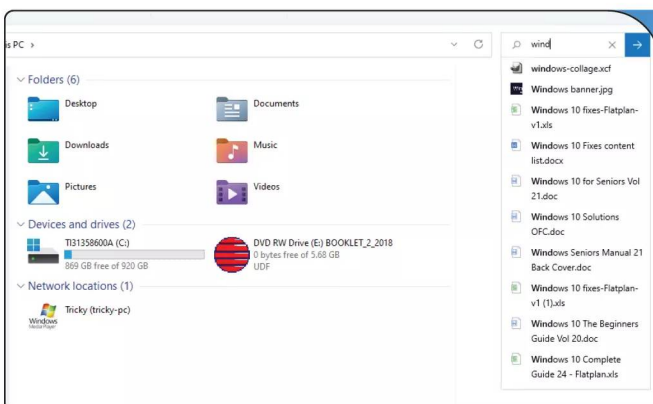 is PC >
wind
Folders (6)
Desktop
Documents
Downloads
Music
Pictures
Videos
Devices and drives (2)
TI31358600A (C:)
869 GB free of 920 GB
DVD RW Drive (E:) BOOKLET_2_2018
0 bytes free of 5.68 GB
UDF
Network locations (1)
Tricky (tricky-pc)
Windows
Media Player
windows-collage.xcf
Windows banner.jpg
Windows 10 fixes-Flatplan-
v1.xls
Windows 10 Fixes content
list.docx
Windows 10 for Seniors Vol
21.doc
Windows 10 Solutions
OFC.doc
Windows Seniors Manual 21
Back Cover.doc
Windows 10 fixes-Flatplan-
v1 (1).xls
Windows 10 The Beginners
Guide Vol 20.doc
Windows 10 Complete
Guide 24 - Flatplan.xls